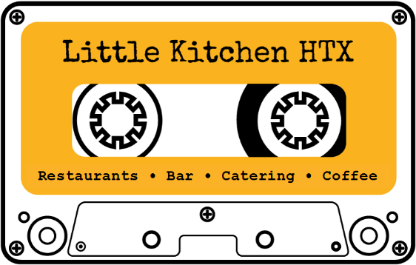 Little Kitchen HTX
Restaurants • Bar • Catering • Coffee